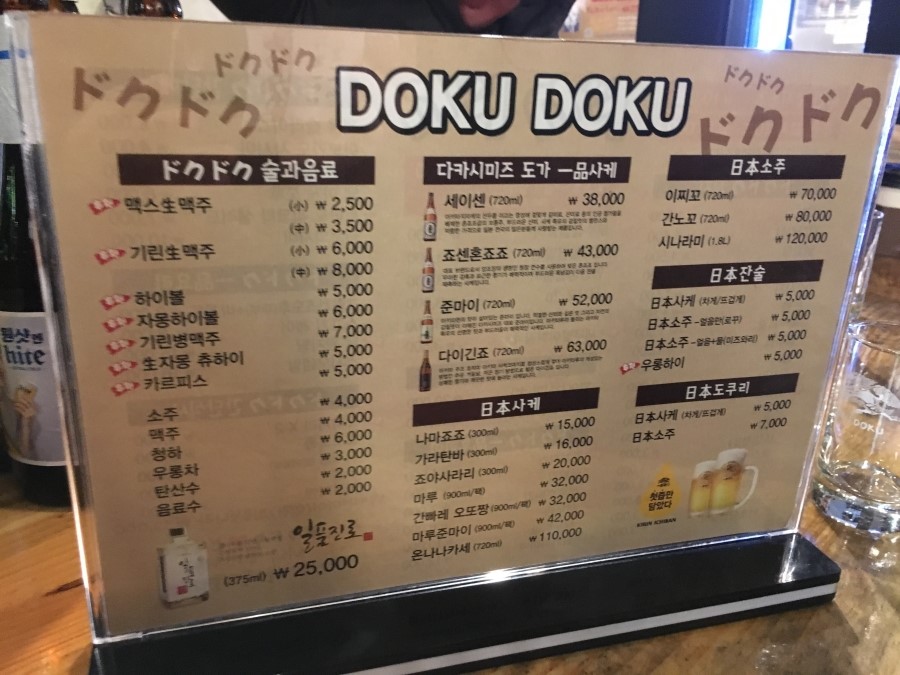 ドクドク
ドクドク
DOKU DOKU
ドクドク
ドクドク
ドクドク 술과음료
맥스生맥주 (小) ₩ 2,500
(中) ₩ 3,500
기린生맥주 (小) ₩ 6,000
(中) ₩ 8,000
하이볼 ₩ 5,000
자몽하이볼 ₩ 6,000
기린병맥주 ₩ 7,000
生자몽 츄하이 ₩ 5,000
카르피스 ₩ 5,000
소주 ₩ 4,000
맥주 ₩ 4,000
청하 ₩ 6,000
우롱차 ₩ 3,000
탄산수 ₩ 2,000
음료수 ₩ 2,000
일품진로
(375ml) ₩ 25,000
다카시미즈 도가 一品사케
세이센 (720ml) ₩ 38,000
죠센혼죠죠 (720ml) ₩ 43,000
준마이 (720ml) ₩ 52,000
다이긴죠 (720ml) ₩ 63,000
日本사케
나마죠죠 (300ml) ₩ 15,000
가라탄바 (300ml) ₩ 16,000
죠야사라리 (300ml) ₩ 20,000
마루 (900ml/팩) ₩ 32,000
간빠레 오또짱 (900ml/팩) ₩ 32,000
마루준마이 (900ml/팩) ₩ 42,000
온나나카세 (720ml) ₩ 110,000
日本소주
이찌꼬 (720ml) ₩ 70,000
간노꼬 (720ml) ₩ 80,000
시나라미 (1.8L) ₩ 120,000
日本잔술
日本사케 (차게/뜨겁게) ₩ 5,000
日本소주 -얼음만(로꾸) ₩ 5,000
日本소주 -얼음+물(미즈와리) ₩ 5,000
우롱하이 ₩ 5,000
日本도쿠리
日本사케 (차게/뜨겁게) ₩ 5,000
日本소주 ₩ 7,000
첫즙만
담았다
KIRIN ICHIBAN
hite
DOKU